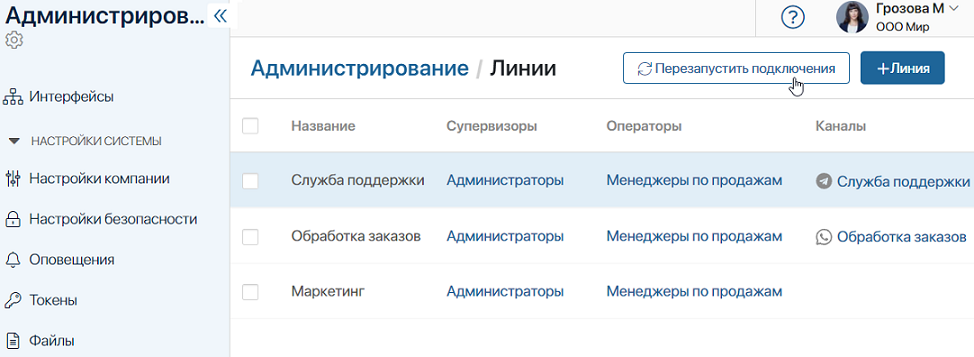 Администриров...
Грозова М
ООО Мир
Администрирование / Линии
Перезапустить подключения
+Линия
Интерфейсы
НАСТРОЙКИ СИСТЕМЫ
Настройки компании
Настройки безопасности
Оповещения
Токены
Файлы
Название Супервизоры Операторы Каналы
Служба поддержки Администраторы Менеджеры по продажам Служба поддержки
Обработка заказов Администраторы Менеджеры по продажам Обработка заказов
Маркетинг Администраторы Менеджеры по продажам